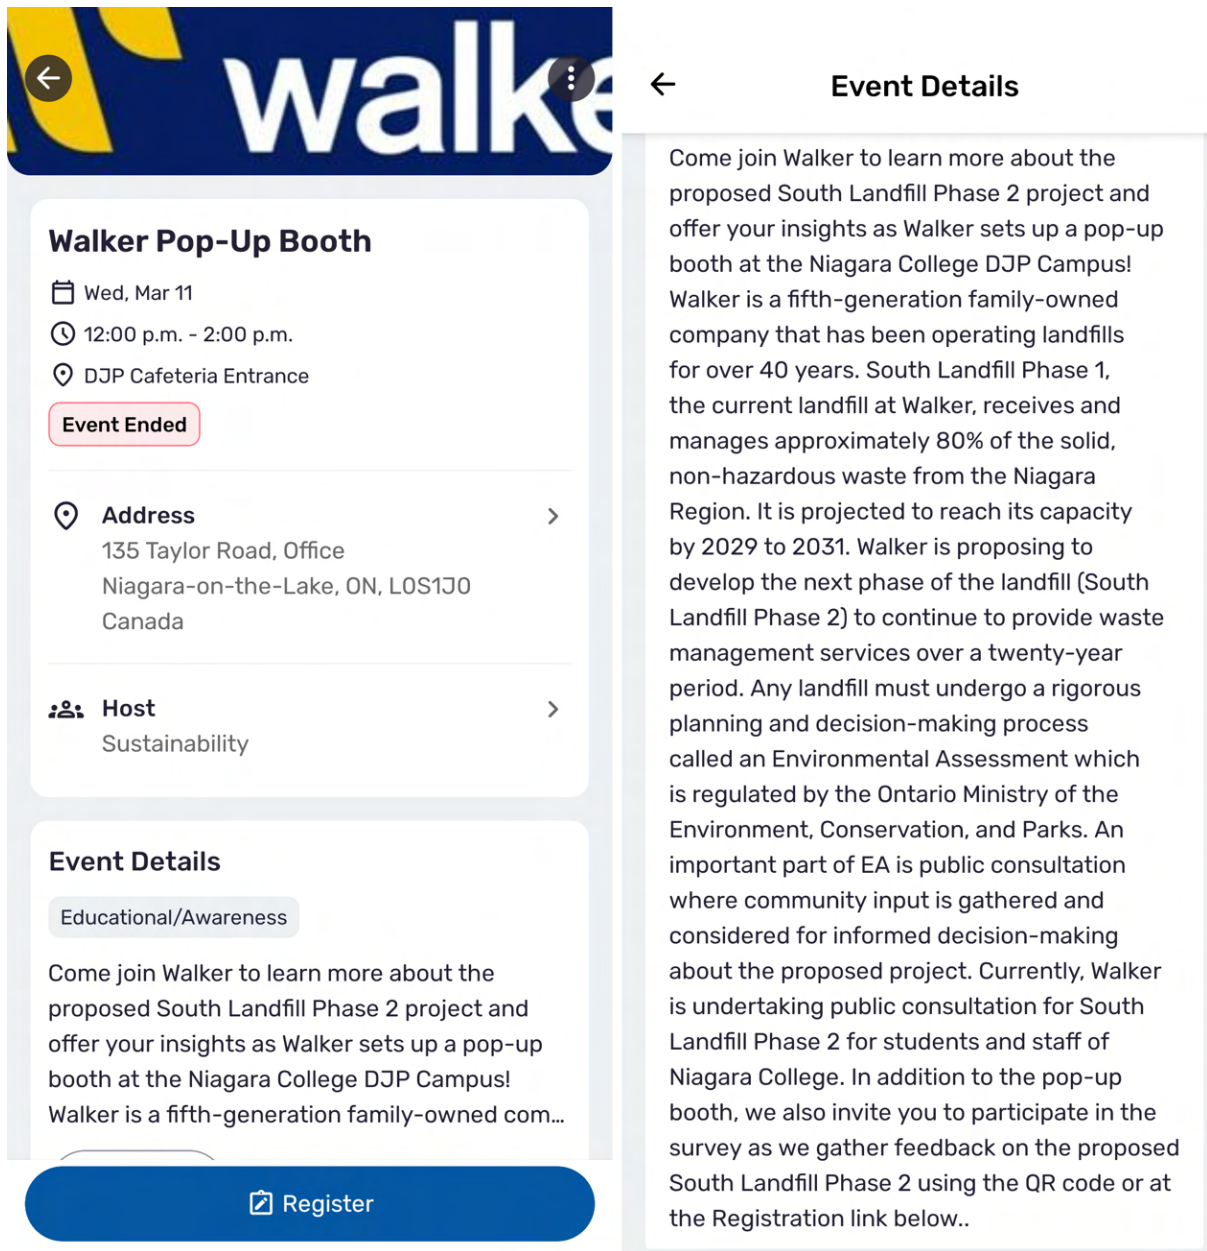 walke
Walker Pop-Up Booth
Wed, Mar 11
12:00 p.m. - 2:00 p.m.
DJP Cafeteria Entrance
Event Ended
Address
135 Taylor Road, Office
Niagara-on-the-Lake, ON, L0S1J0
Canada
Host
Sustainability
Event Details
Educational/Awareness
Come join Walker to learn more about the
proposed South Landfill Phase 2 project and
offer your insights as Walker sets up a pop-up
booth at the Niagara College DJP Campus!
Walker is a fifth-generation family-owned com...
Register
Event Details
Come join Walker to learn more about the
proposed South Landfill Phase 2 project and
offer your insights as Walker sets up a pop-up
booth at the Niagara College DJP Campus!
Walker is a fifth-generation family-owned
company that has been operating landfills
for over 40 years. South Landfill Phase 1,
the current landfill at Walker, receives and
manages approximately 80% of the solid,
non-hazardous waste from the Niagara
Region. It is projected to reach its capacity
by 2029 to 2031. Walker is proposing to
develop the next phase of the landfill (South
Landfill Phase 2) to continue to provide waste
management services over a twenty-year
period. Any landfill must undergo a rigorous
planning and decision-making process
called an Environmental Assessment which
is regulated by the Ontario Ministry of the
Environment, Conservation, and Parks. An
important part of EA is public consultation
where community input is gathered and
considered for informed decision-making
about the proposed project. Currently, Walker
is undertaking public consultation for South
Landfill Phase 2 for students and staff of
Niagara College. In addition to the pop-up
booth, we also invite you to participate in the
survey as we gather feedback on the proposed
South Landfill Phase 2 using the QR code or at
the Registration link below..